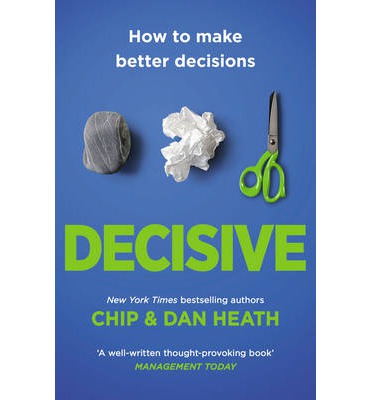 How to make
better decisions
DECISIVE
New York Times bestselling authors
CHIP & DAN HEATH
‘A well-written thought-provoking book’
MANAGEMENT TODAY